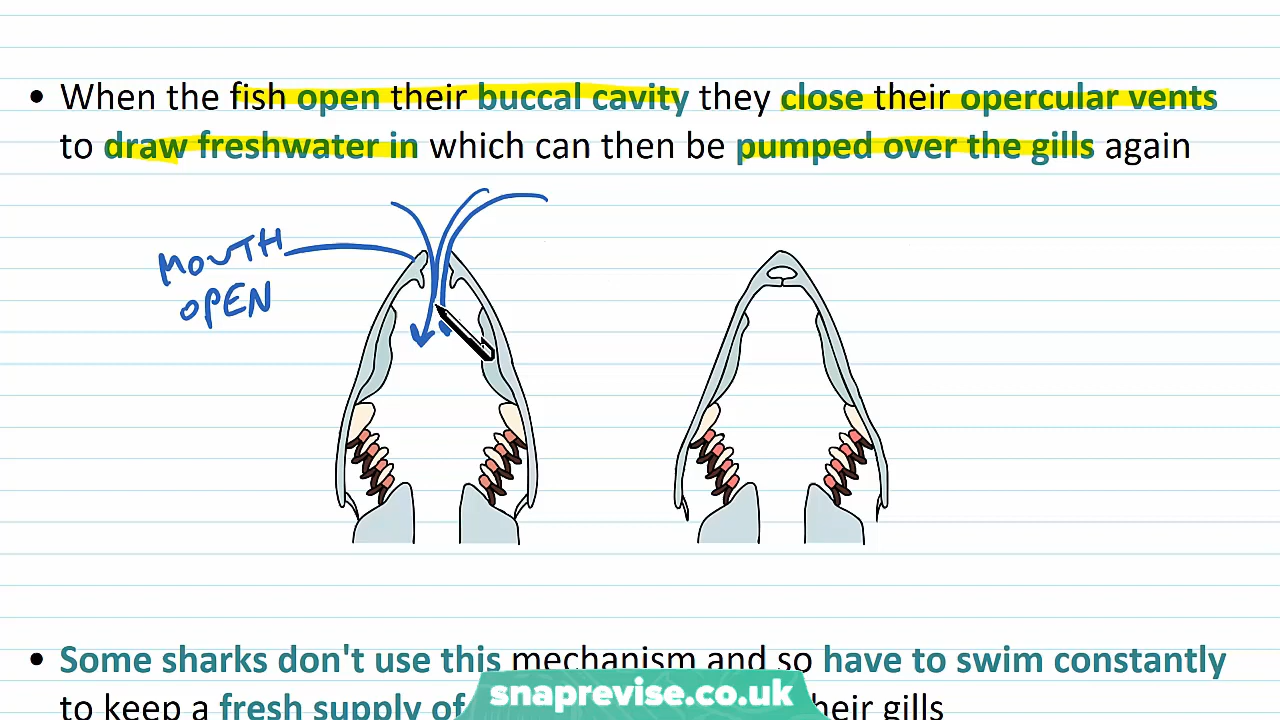 • When the fish open their buccal cavity they close their opercular vents
to draw freshwater in which can then be pumped over the gills again
MOUTH
OPEN
• Some sharks don't use this mechanism and so have to swim constantly
to keep a fresh supply of their gills
snaprevise.co.uk